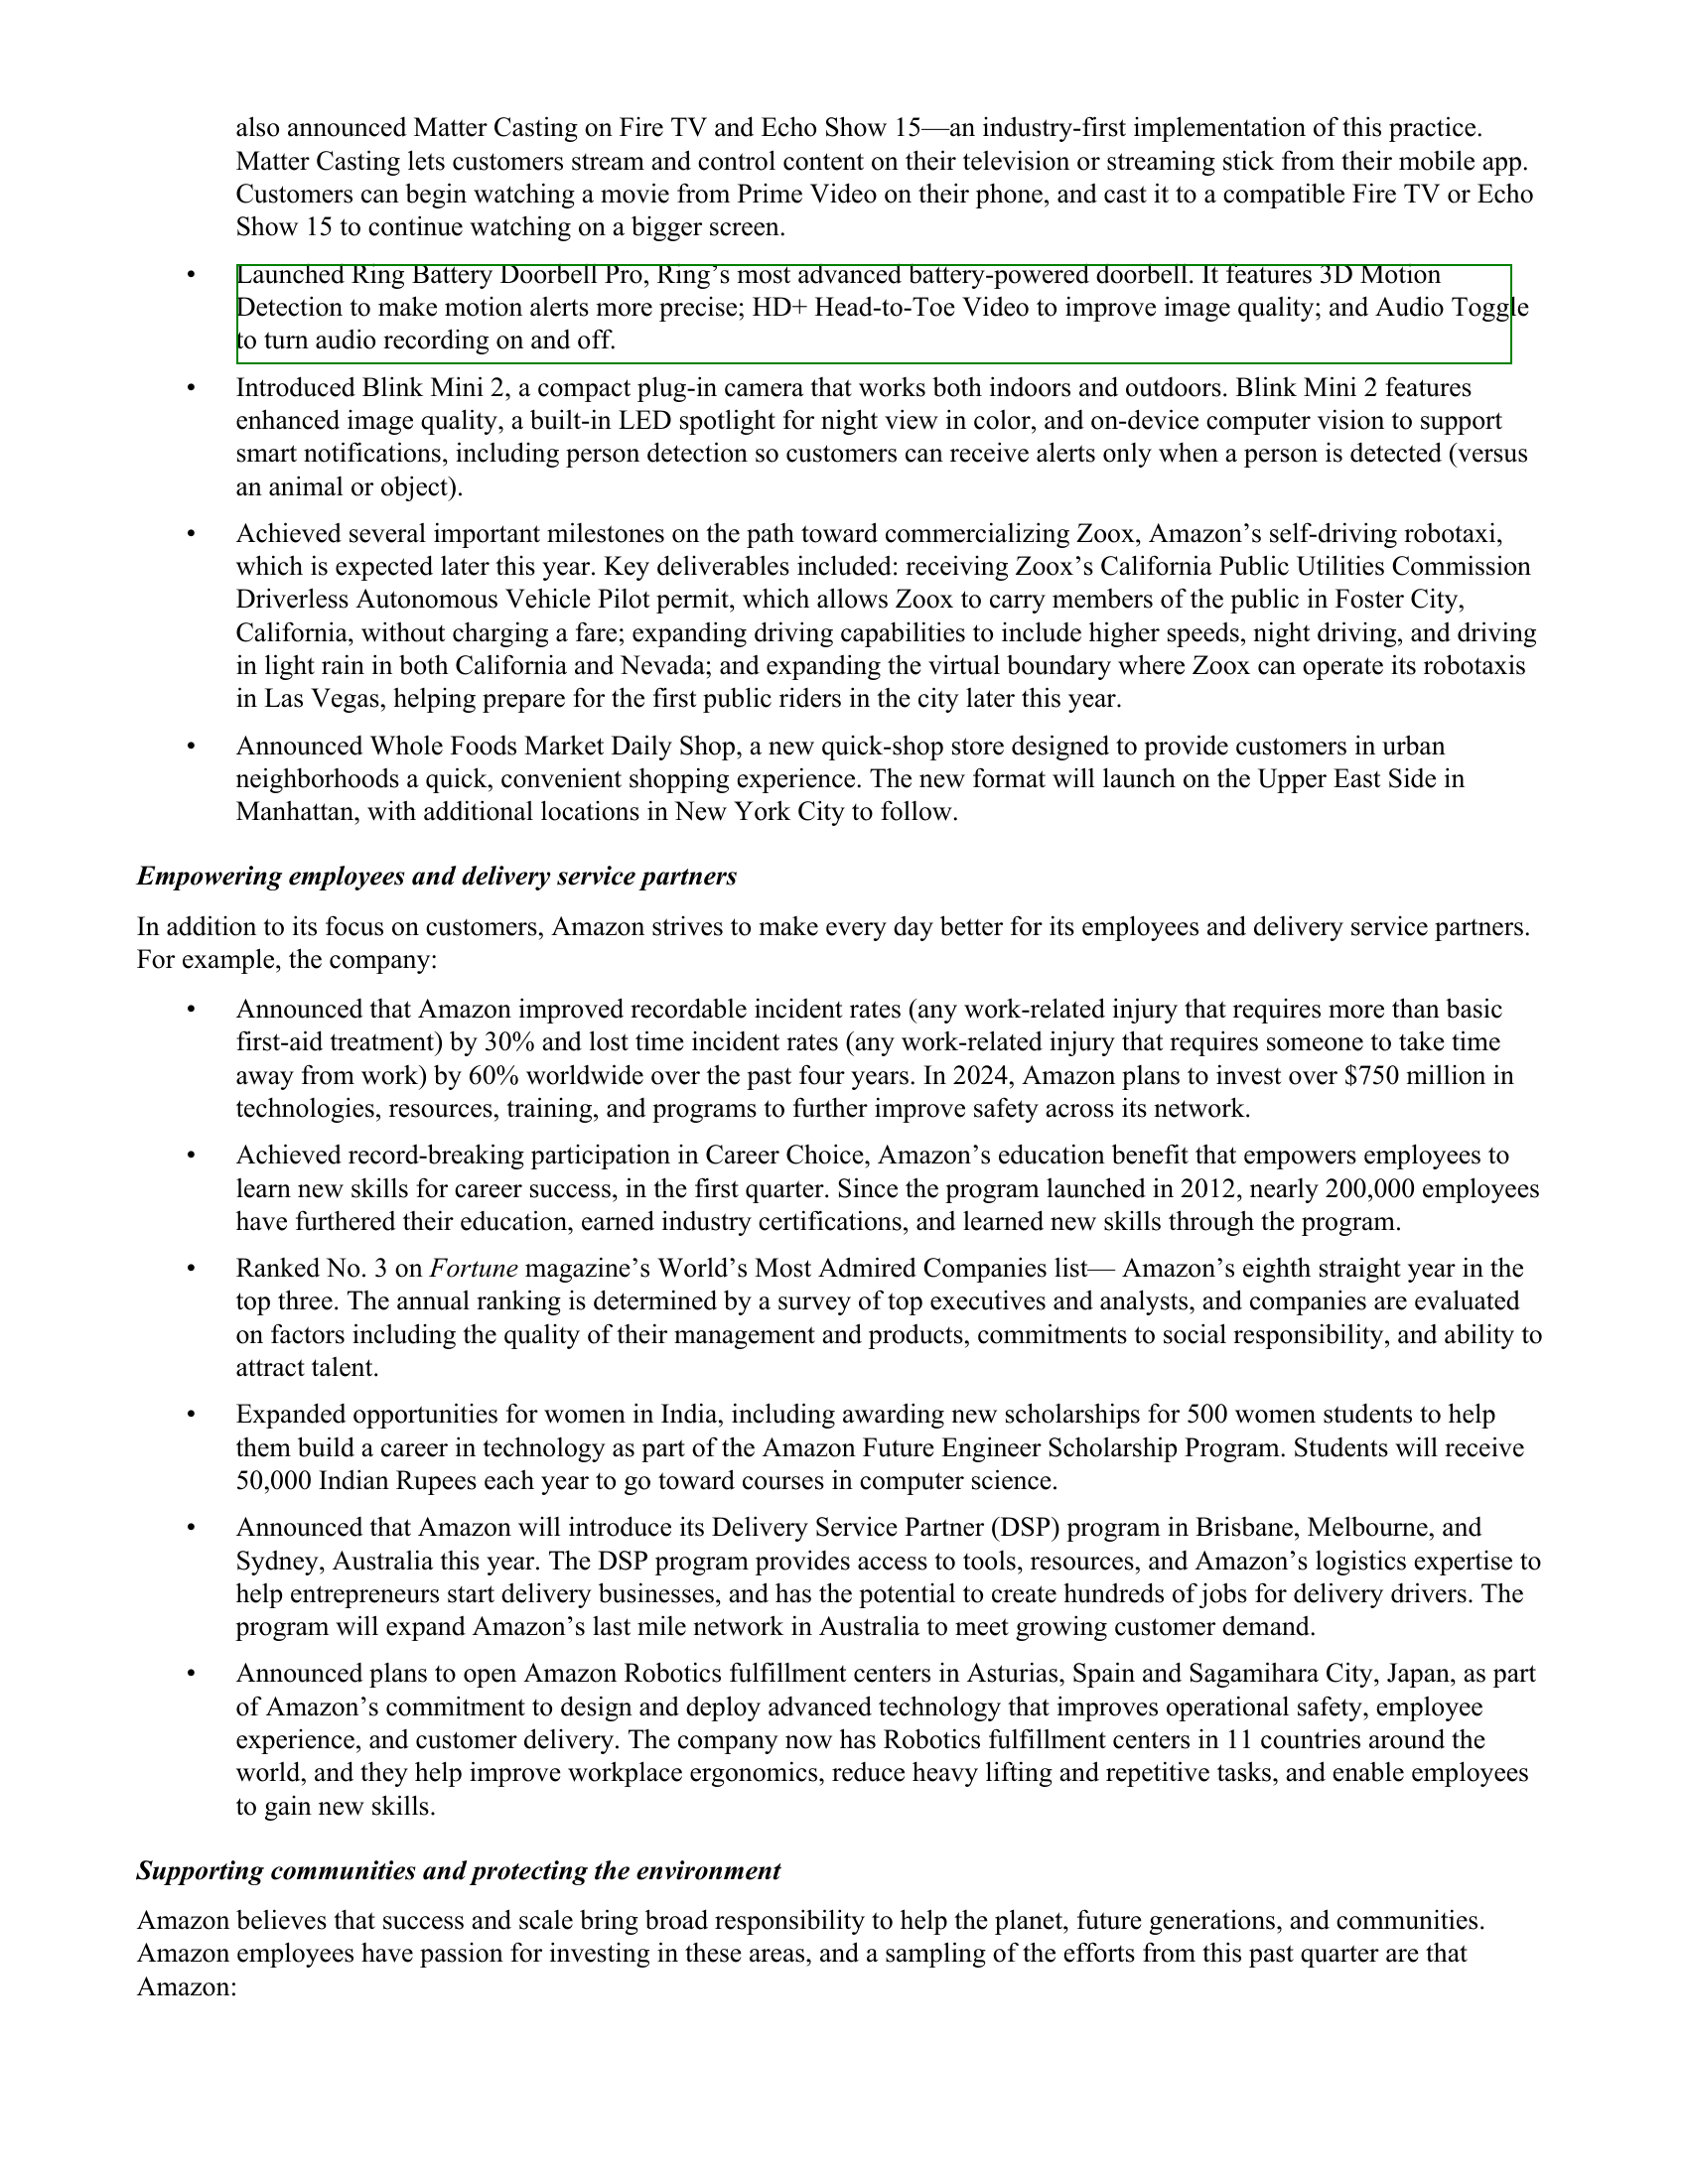 also announced Matter Casting on Fire TV and Echo Show 15—an industry-first implementation of this practice.
Matter Casting lets customers stream and control content on their television or streaming stick from their mobile app.
Customers can begin watching a movie from Prime Video on their phone, and cast it to a compatible Fire TV or Echo
Show 15 to continue watching on a bigger screen.
• Launched Ring Battery Doorbell Pro, Ring’s most advanced battery-powered doorbell. It features 3D Motion
Detection to make motion alerts more precise; HD+ Head-to-Toe Video to improve image quality; and Audio Toggle
to turn audio recording on and off.
• Introduced Blink Mini 2, a compact plug-in camera that works both indoors and outdoors. Blink Mini 2 features
enhanced image quality, a built-in LED spotlight for night view in color, and on-device computer vision to support
smart notifications, including person detection so customers can receive alerts only when a person is detected (versus
an animal or object).
• Achieved several important milestones on the path toward commercializing Zoox, Amazon’s self-driving robotaxi,
which is expected later this year. Key deliverables included: receiving Zoox’s California Public Utilities Commission
Driverless Autonomous Vehicle Pilot permit, which allows Zoox to carry members of the public in Foster City,
California, without charging a fare; expanding driving capabilities to include higher speeds, night driving, and driving
in light rain in both California and Nevada; and expanding the virtual boundary where Zoox can operate its robotaxis
in Las Vegas, helping prepare for the first public riders in the city later this year.
• Announced Whole Foods Market Daily Shop, a new quick-shop store designed to provide customers in urban
neighborhoods a quick, convenient shopping experience. The new format will launch on the Upper East Side in
Manhattan, with additional locations in New York City to follow.
Empowering employees and delivery service partners
In addition to its focus on customers, Amazon strives to make every day better for its employees and delivery service partners.
For example, the company:
• Announced that Amazon improved recordable incident rates (any work-related injury that requires more than basic
first-aid treatment) by 30% and lost time incident rates (any work-related injury that requires someone to take time
away from work) by 60% worldwide over the past four years. In 2024, Amazon plans to invest over $750 million in
technologies, resources, training, and programs to further improve safety across its network.
• Achieved record-breaking participation in Career Choice, Amazon’s education benefit that empowers employees to
learn new skills for career success, in the first quarter. Since the program launched in 2012, nearly 200,000 employees
have furthered their education, earned industry certifications, and learned new skills through the program.
• Ranked No. 3 on Fortune magazine’s World’s Most Admired Companies list— Amazon’s eighth straight year in the
top three. The annual ranking is determined by a survey of top executives and analysts, and companies are evaluated
on factors including the quality of their management and products, commitments to social responsibility, and ability to
attract talent.
• Expanded opportunities for women in India, including awarding new scholarships for 500 women students to help
them build a career in technology as part of the Amazon Future Engineer Scholarship Program. Students will receive
50,000 Indian Rupees each year to go toward courses in computer science.
• Announced that Amazon will introduce its Delivery Service Partner (DSP) program in Brisbane, Melbourne, and
Sydney, Australia this year. The DSP program provides access to tools, resources, and Amazon’s logistics expertise to
help entrepreneurs start delivery businesses, and has the potential to create hundreds of jobs for delivery drivers. The
program will expand Amazon’s last mile network in Australia to meet growing customer demand.
• Announced plans to open Amazon Robotics fulfillment centers in Asturias, Spain and Sagamihara City, Japan, as part
of Amazon’s commitment to design and deploy advanced technology that improves operational safety, employee
experience, and customer delivery. The company now has Robotics fulfillment centers in 11 countries around the
world, and they help improve workplace ergonomics, reduce heavy lifting and repetitive tasks, and enable employees
to gain new skills.
Supporting communities and protecting the environment
Amazon believes that success and scale bring broad responsibility to help the planet, future generations, and communities.
Amazon employees have passion for investing in these areas, and a sampling of the efforts from this past quarter are that
Amazon: